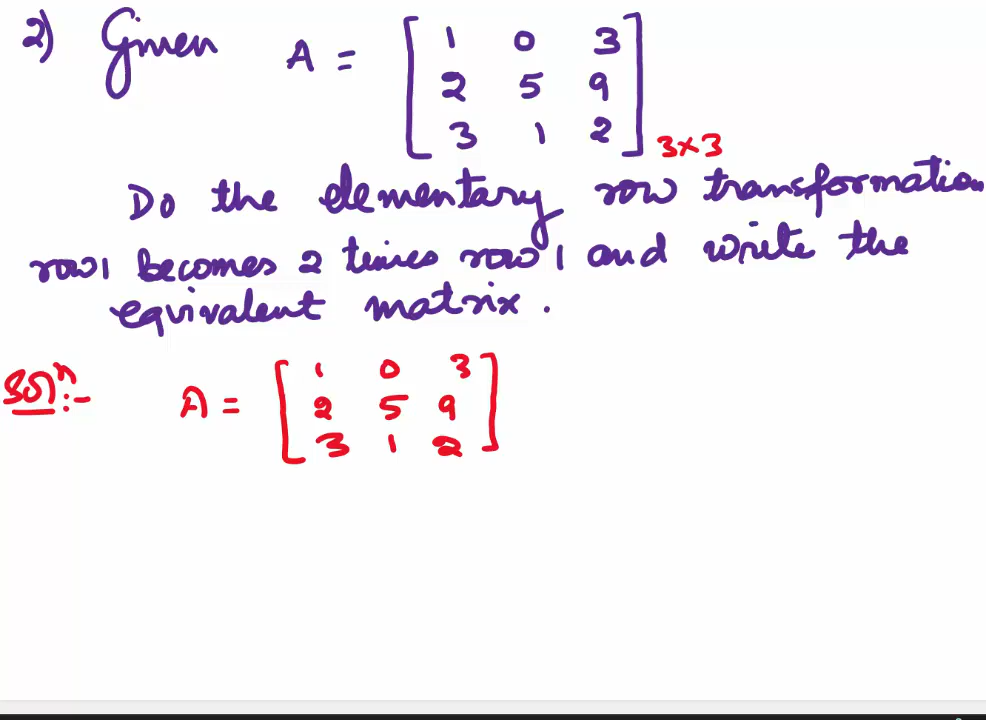 2) Given A = [ 1 0 3
2 5 9
3 1 2 ] 3×3
Do the elementary row transformation
row1 becomes 2 times row 1 and write the
equivalent matrix.
Solⁿ:- A = [ 1 0 3
2 5 9
3 1 2 ]